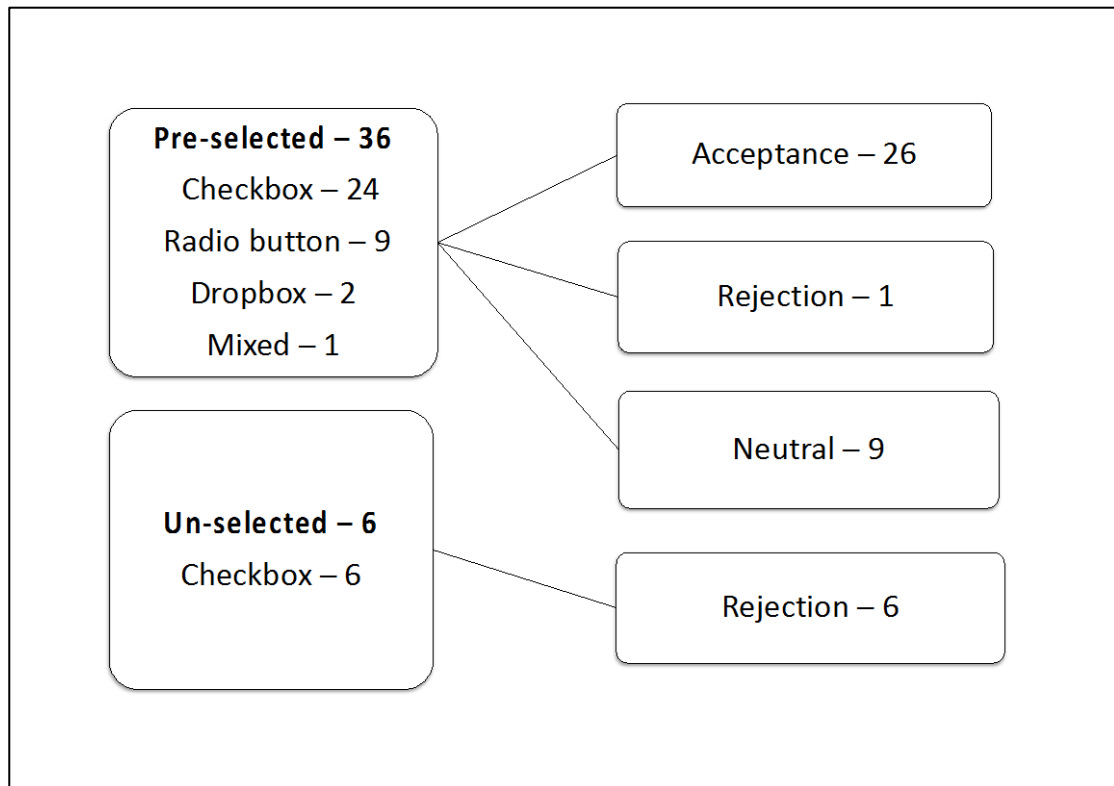 Pre-selected – 36
Checkbox – 24
Radio button – 9
Dropbox – 2
Mixed – 1
Acceptance – 26
Rejection – 1
Neutral – 9
Un-selected – 6
Checkbox – 6
Rejection – 6